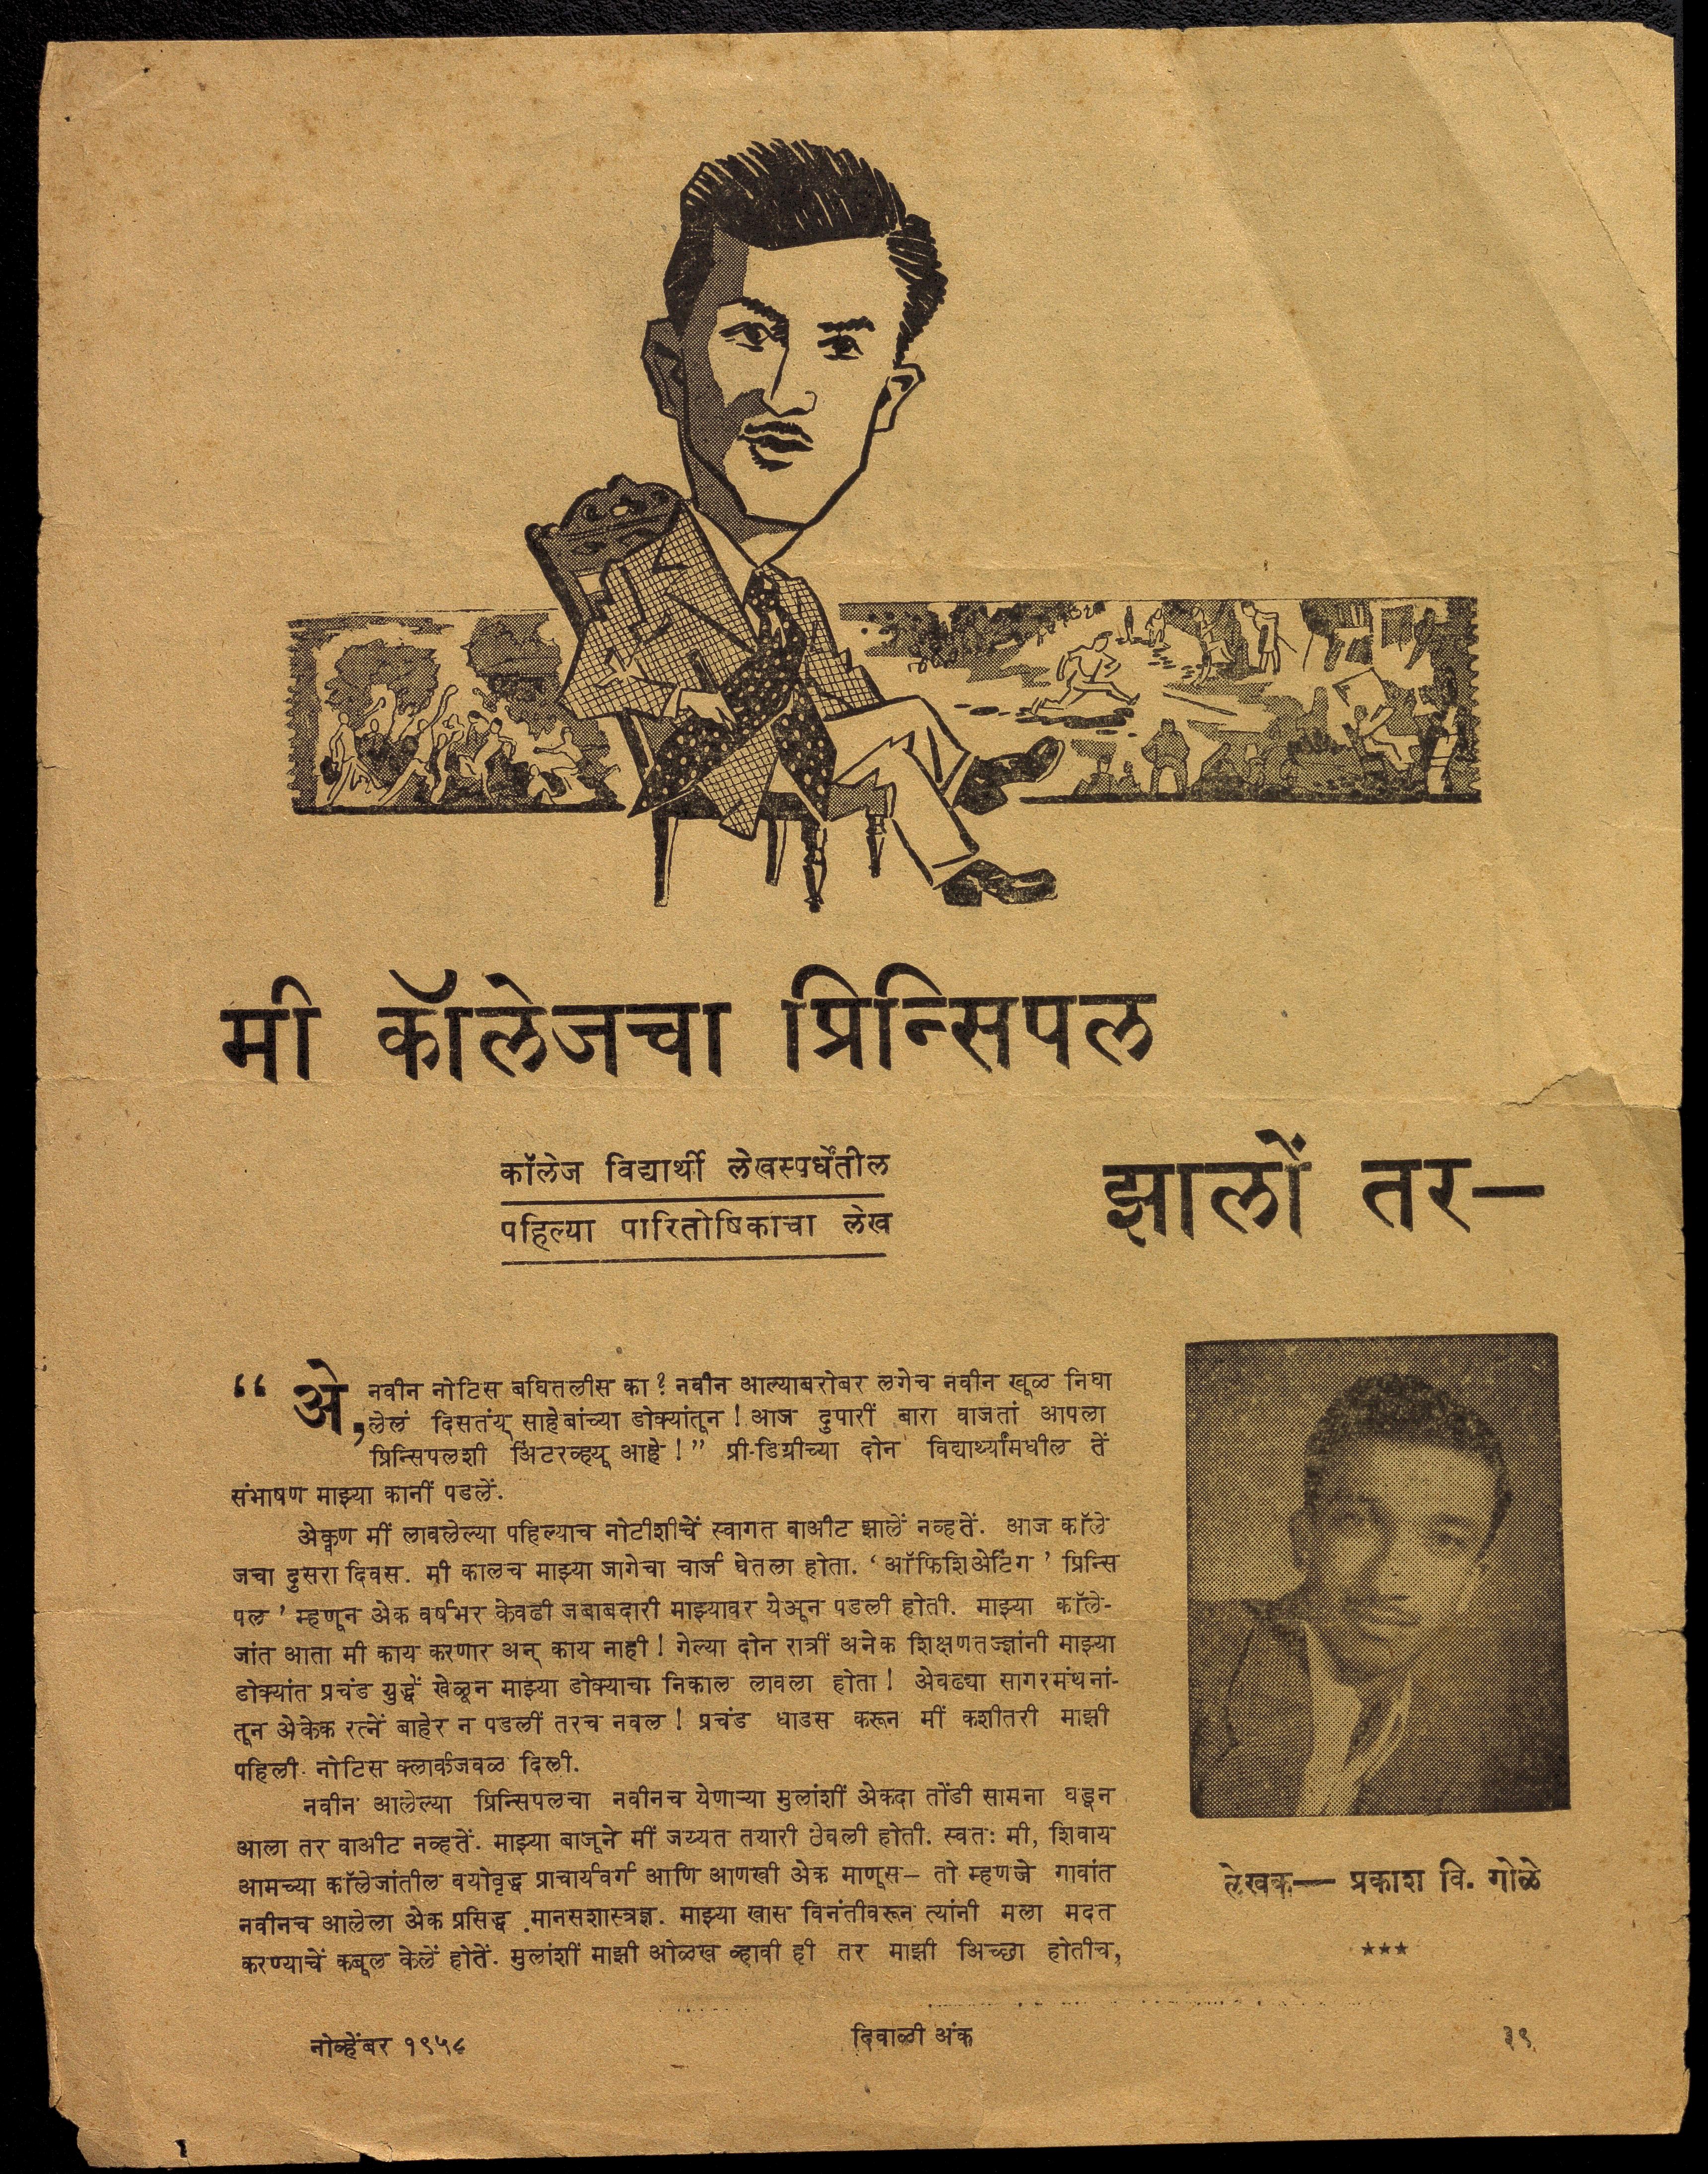 मी कॉलेजचा प्रिन्सिपल
झालों तर—
कॉलेज विद्यार्थी लेखस्पर्धेतील
पहिल्या पारितोषिकाचा लेख
“ अे, नवीन नोटिस बघितलीस का ? नवीन आल्याबरोबर लगेच नवीन खूळ निघा
लेलं दिसतंय् साहेबांच्या डोक्यांतून ! आज दुपारीं बारा वाजतां आपला
प्रिन्सिपलशी अिंटरव्ह्यू आहे ! ” प्री-डिग्रीच्या दोन विद्यार्थ्यांमधील तें
संभाषण माझ्या कानीं पडलें.
अेकूण मीं लावलेल्या पहिल्याच नोटीशीचें स्वागत वाअीट झालें नव्हतें. आज कॉले
जचा दुसरा दिवस. मी कालच माझ्या जागेचा चार्ज घेतला होता. ‘ ऑफिशिअेटिंग ’ प्रिन्सि
पल ’ म्हणून अेक वर्षभर केवढी जबाबदारी माझ्यावर येअून पडली होती. माझ्या कॉले-
जांत आता मी काय करणार अन् काय नाही ! गेल्या दोन रात्रीं अनेक शिक्षणतज्ज्ञांनी माझ्या
डोक्यांत प्रचंड युद्धें खेळून माझ्या डोक्याचा निकाल लावला होता ! अेवढ्या सागरमंथनां-
तून अेकेक रत्नें बाहेर न पडलीं तरच नवल ! प्रचंड धाडस करून मीं कशीतरी माझी
पहिली नोटिस क्लार्कजवळ दिली.
नवीन आलेल्या प्रिन्सिपलचा नवीनच येणाऱ्या मुलांशीं अेकदा तोंडी सामना घडून
आला तर वाअीट नव्हतें. माझ्या बाजूने मीं जय्यत तयारी ठेवली होती. स्वतः मी, शिवाय
आमच्या कॉलेजांतील वयोवृद्ध प्राचार्यवर्ग आणि आणखी अेक माणूस— तो म्हणजे गावांत
नवीनच आलेला अेक प्रसिद्ध मानसशास्त्रज्ञ. माझ्या खास विनंतीवरून त्यांनी मला मदत
करण्याचें कबूल केलें होतें. मुलांशीं माझी ओळख व्हावी ही तर माझी अिच्छा होतीच,
लेखक— प्रकाश वि. गोळे
★★★
नोव्हेंबर १९५८
दिवाळी अंक
३९